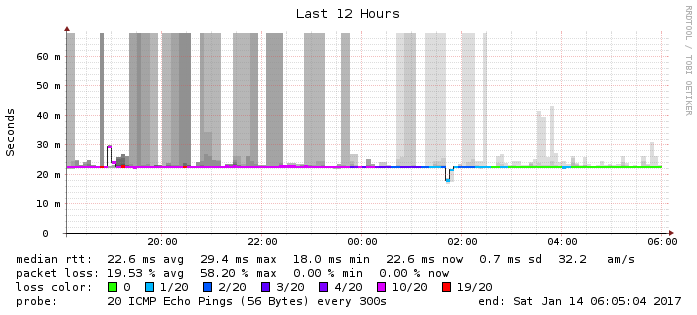 Last 12 Hours
RRDTOOL / TOBI OETIKER
Seconds
60 m
50 m
40 m
30 m
20 m
10 m
0
20:00 22:00 00:00 02:00 04:00 06:00
median rtt: 22.6 ms avg 29.4 ms max 18.0 ms min 22.6 ms now 0.7 ms sd 32.2 am/s
packet loss: 19.53 % avg 58.20 % max 0.00 % min 0.00 % now
loss color: 0 1/20 2/20 3/20 4/20 10/20 19/20
probe: 20 ICMP Echo Pings (56 Bytes) every 300s end: Sat Jan 14 06:05:04 2017